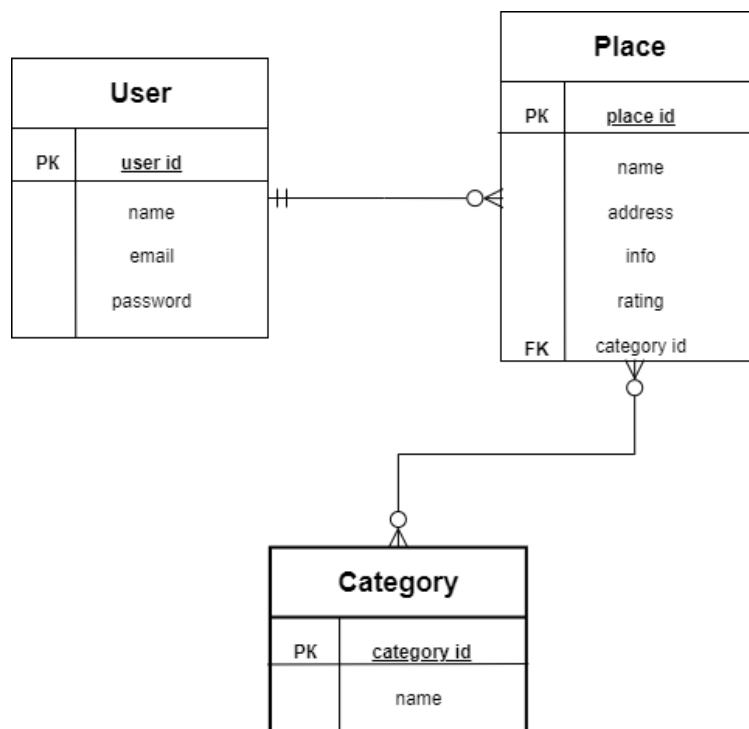 User
PK user id
name
email
password
Place
PK place id
name
address
info
rating
FK category id
Category
PK category id
name